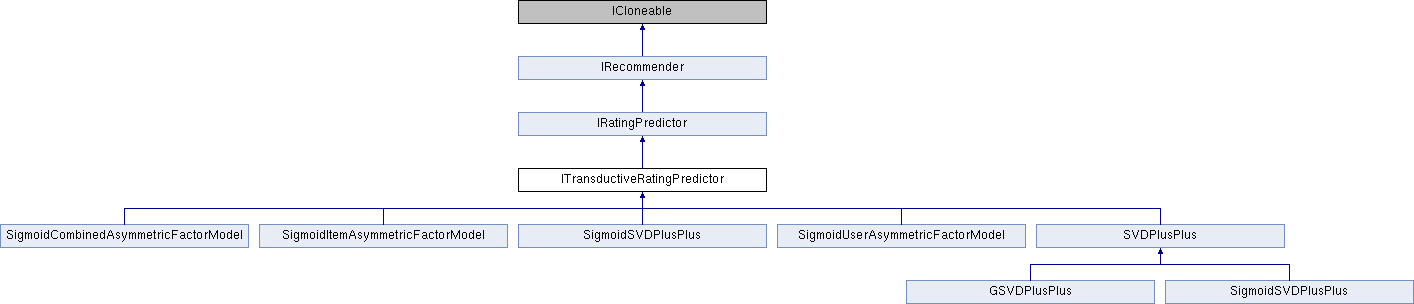 ICloneable
IRecommender
IRatingPredictor
ITransductiveRatingPredictor
SigmoidCombinedAsymmetricFactorModel
SigmoidItemAsymmetricFactorModel
SigmoidSVDPlusPlus
SigmoidUserAsymmetricFactorModel
SVDPlusPlus
GSVDPlusPlus
SigmoidSVDPlusPlus